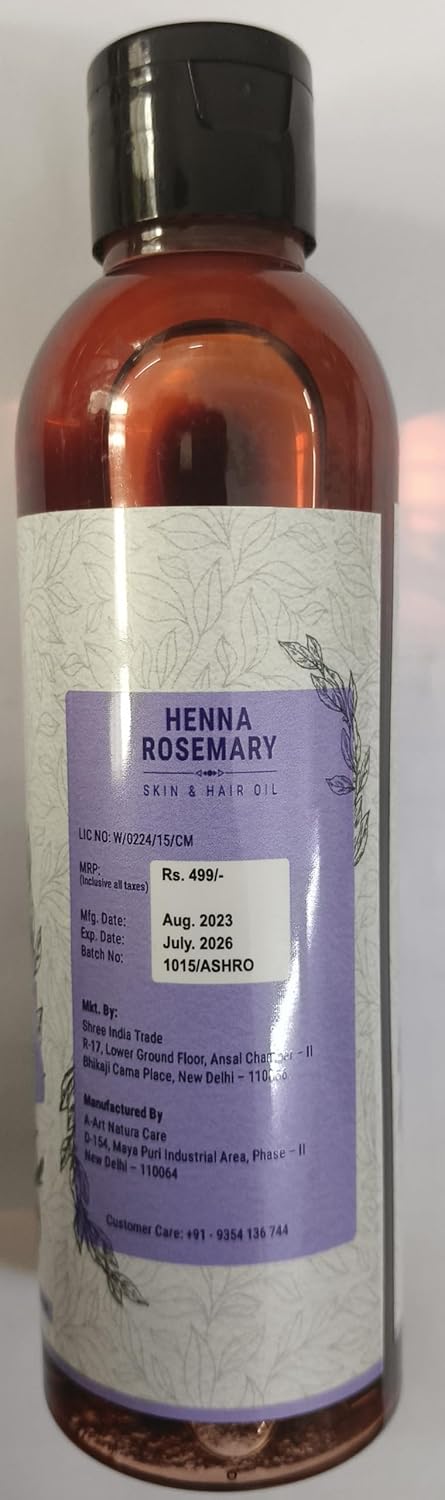 HENNA
ROSEMARY
SKIN & HAIR OIL
LIC NO: W/0224/15/CM
MRP: Rs. 499/-
(Inclusive all taxes)
Mfg. Date: Aug. 2023
Exp. Date: July. 2026
Batch No: 1015/ASHRO
Mkt. By:
Shree India Trade
R-17, Lower Ground Floor, Ansal Chamber - II
Bhikaji Cama Place, New Delhi - 110066
Manufactured By
A-Art Natura Care
D-154, Maya Puri Industrial Area, Phase - II
New Delhi - 110064
Customer Care: +91 - 9354 136 744